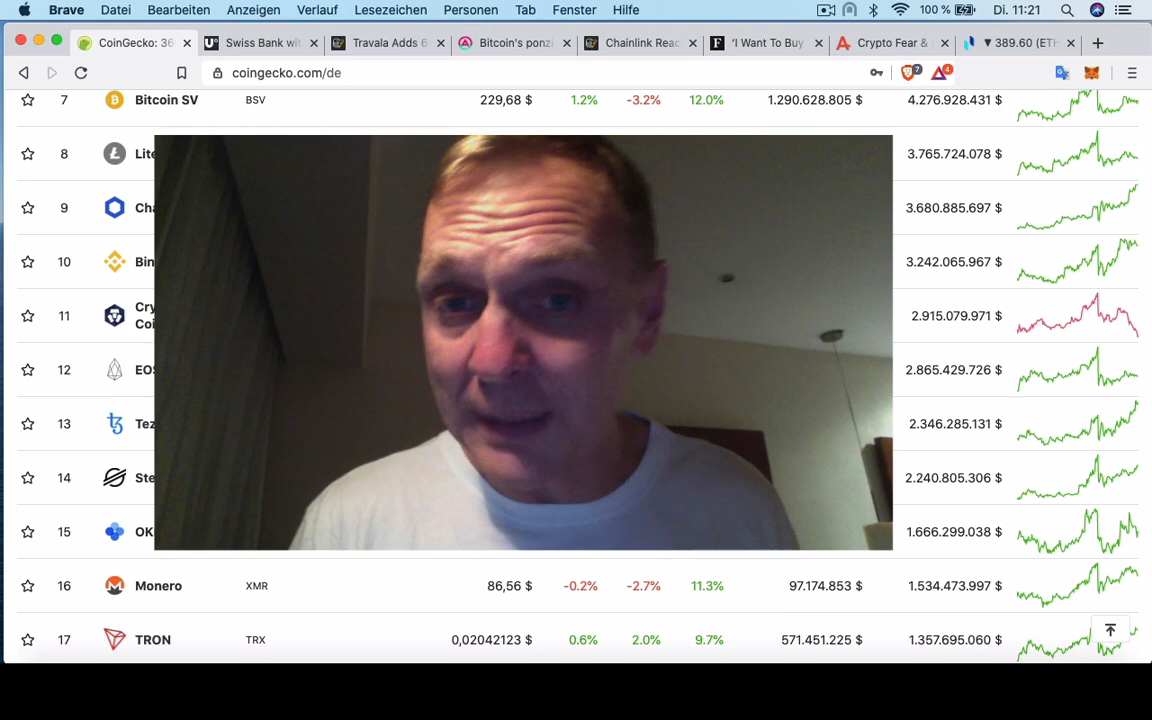 Brave Datei Bearbeiten Anzeigen Verlauf Lesezeichen Personen Tab Fenster Hilfe 100 % Di. 11:21
CoinGecko: 36 Swiss Bank wit Travala Adds 6 Bitcoin's ponzi Chainlink Reac 'I Want To Buy Crypto Fear & ▼ 389.60 (ETH
coingecko.com/de 7 4
7 Bitcoin SV BSV 229,68 $ 1.2% -3.2% 12.0% 1.290.628.805 $ 4.276.928.431 $
8 Lite 3.765.724.078 $
9 Cha 3.680.885.697 $
10 Bin 3.242.065.967 $
11 Cry 2.915.079.971 $
Coi
12 EOS 2.865.429.726 $
13 Tez 2.346.285.131 $
14 Ste 2.240.805.306 $
15 OK 1.666.299.038 $
16 Monero XMR 86,56 $ -0.2% -2.7% 11.3% 97.174.853 $ 1.534.473.997 $
17 TRON TRX 0,02042123 $ 0.6% 2.0% 9.7% 571.451.225 $ 1.357.695.060 $